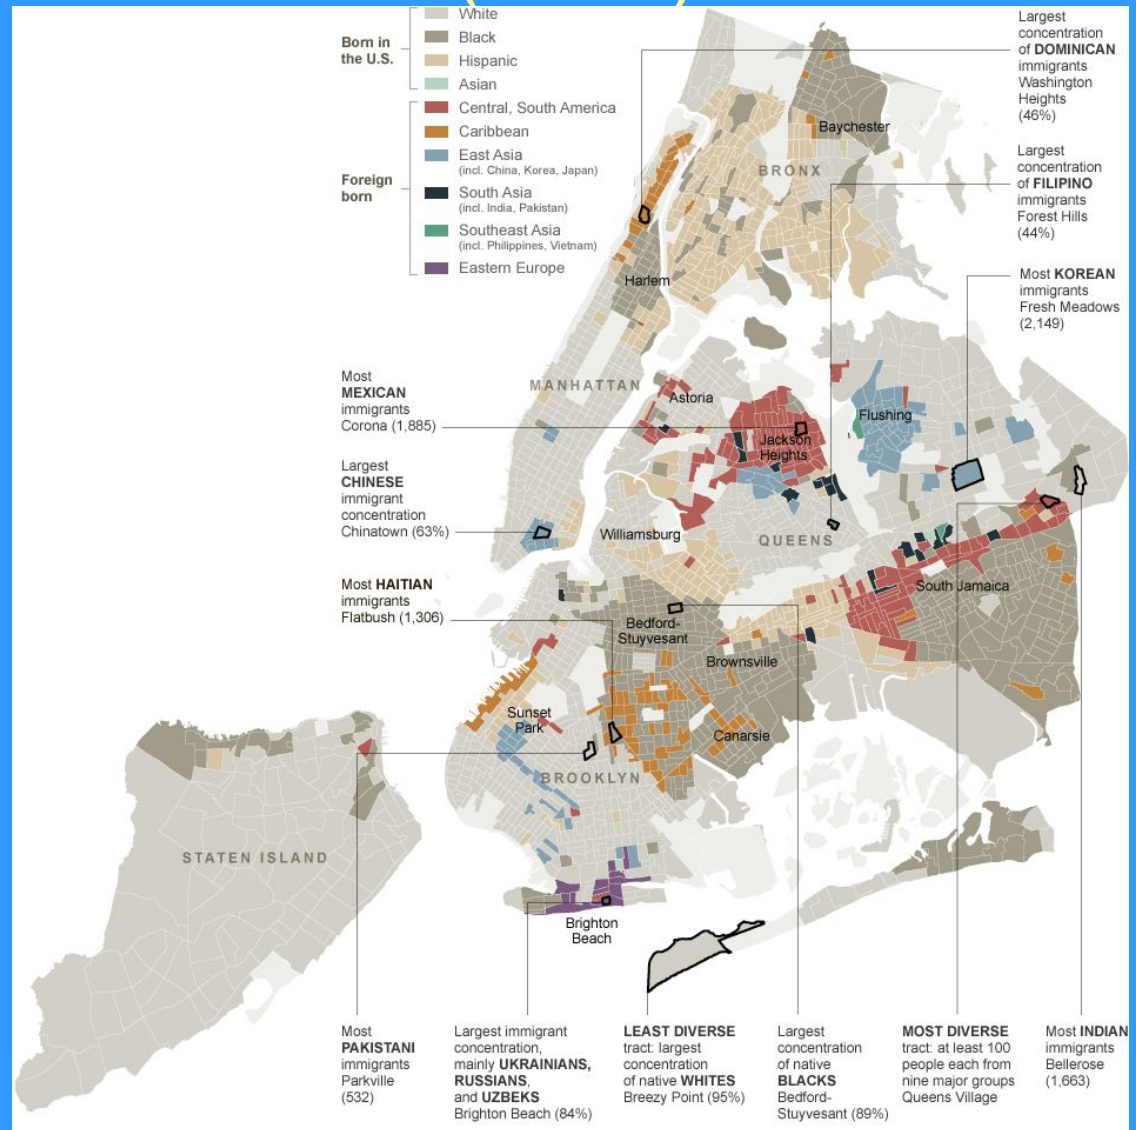 Born in
the U.S.
White
Black
Hispanic
Asian
Foreign
born
Central, South America
Caribbean
East Asia
(incl. China, Korea, Japan)
South Asia
(incl. India, Pakistan)
Southeast Asia
(incl. Philippines, Vietnam)
Eastern Europe
Largest
concentration
of DOMINICAN
immigrants
Washington
Heights
(46%)
Largest
concentration
of FILIPINO
immigrants
Forest Hills
(44%)
Most KOREAN
immigrants
Fresh Meadows
(2,149)
Most
MEXICAN
immigrants
Corona (1,885)
Largest
CHINESE
immigrant
concentration
Chinatown (63%)
Most HAITIAN
immigrants
Flatbush (1,306)
Baychester
BRONX
Harlem
MANHATTAN
Astoria
Flushing
Jackson
Heights
Williamsburg
QUEENS
South Jamaica
Bedford-
Stuyvesant
Brownsville
Sunset
Park
Canarsie
BROOKLYN
STATEN ISLAND
Brighton
Beach
Most
PAKISTANI
immigrants
Parkville
(532)
Largest immigrant
concentration,
mainly UKRAINIANS,
RUSSIANS,
and UZBEKS
Brighton Beach (84%)
LEAST DIVERSE
tract: largest
concentration
of native WHITES
Breezy Point (95%)
Largest
concentration
of native
BLACKS
Bedford-
Stuyvesant (89%)
MOST DIVERSE
tract: at least 100
people each from
nine major groups
Queens Village
Most INDIAN
immigrants
Bellerose
(1,663)